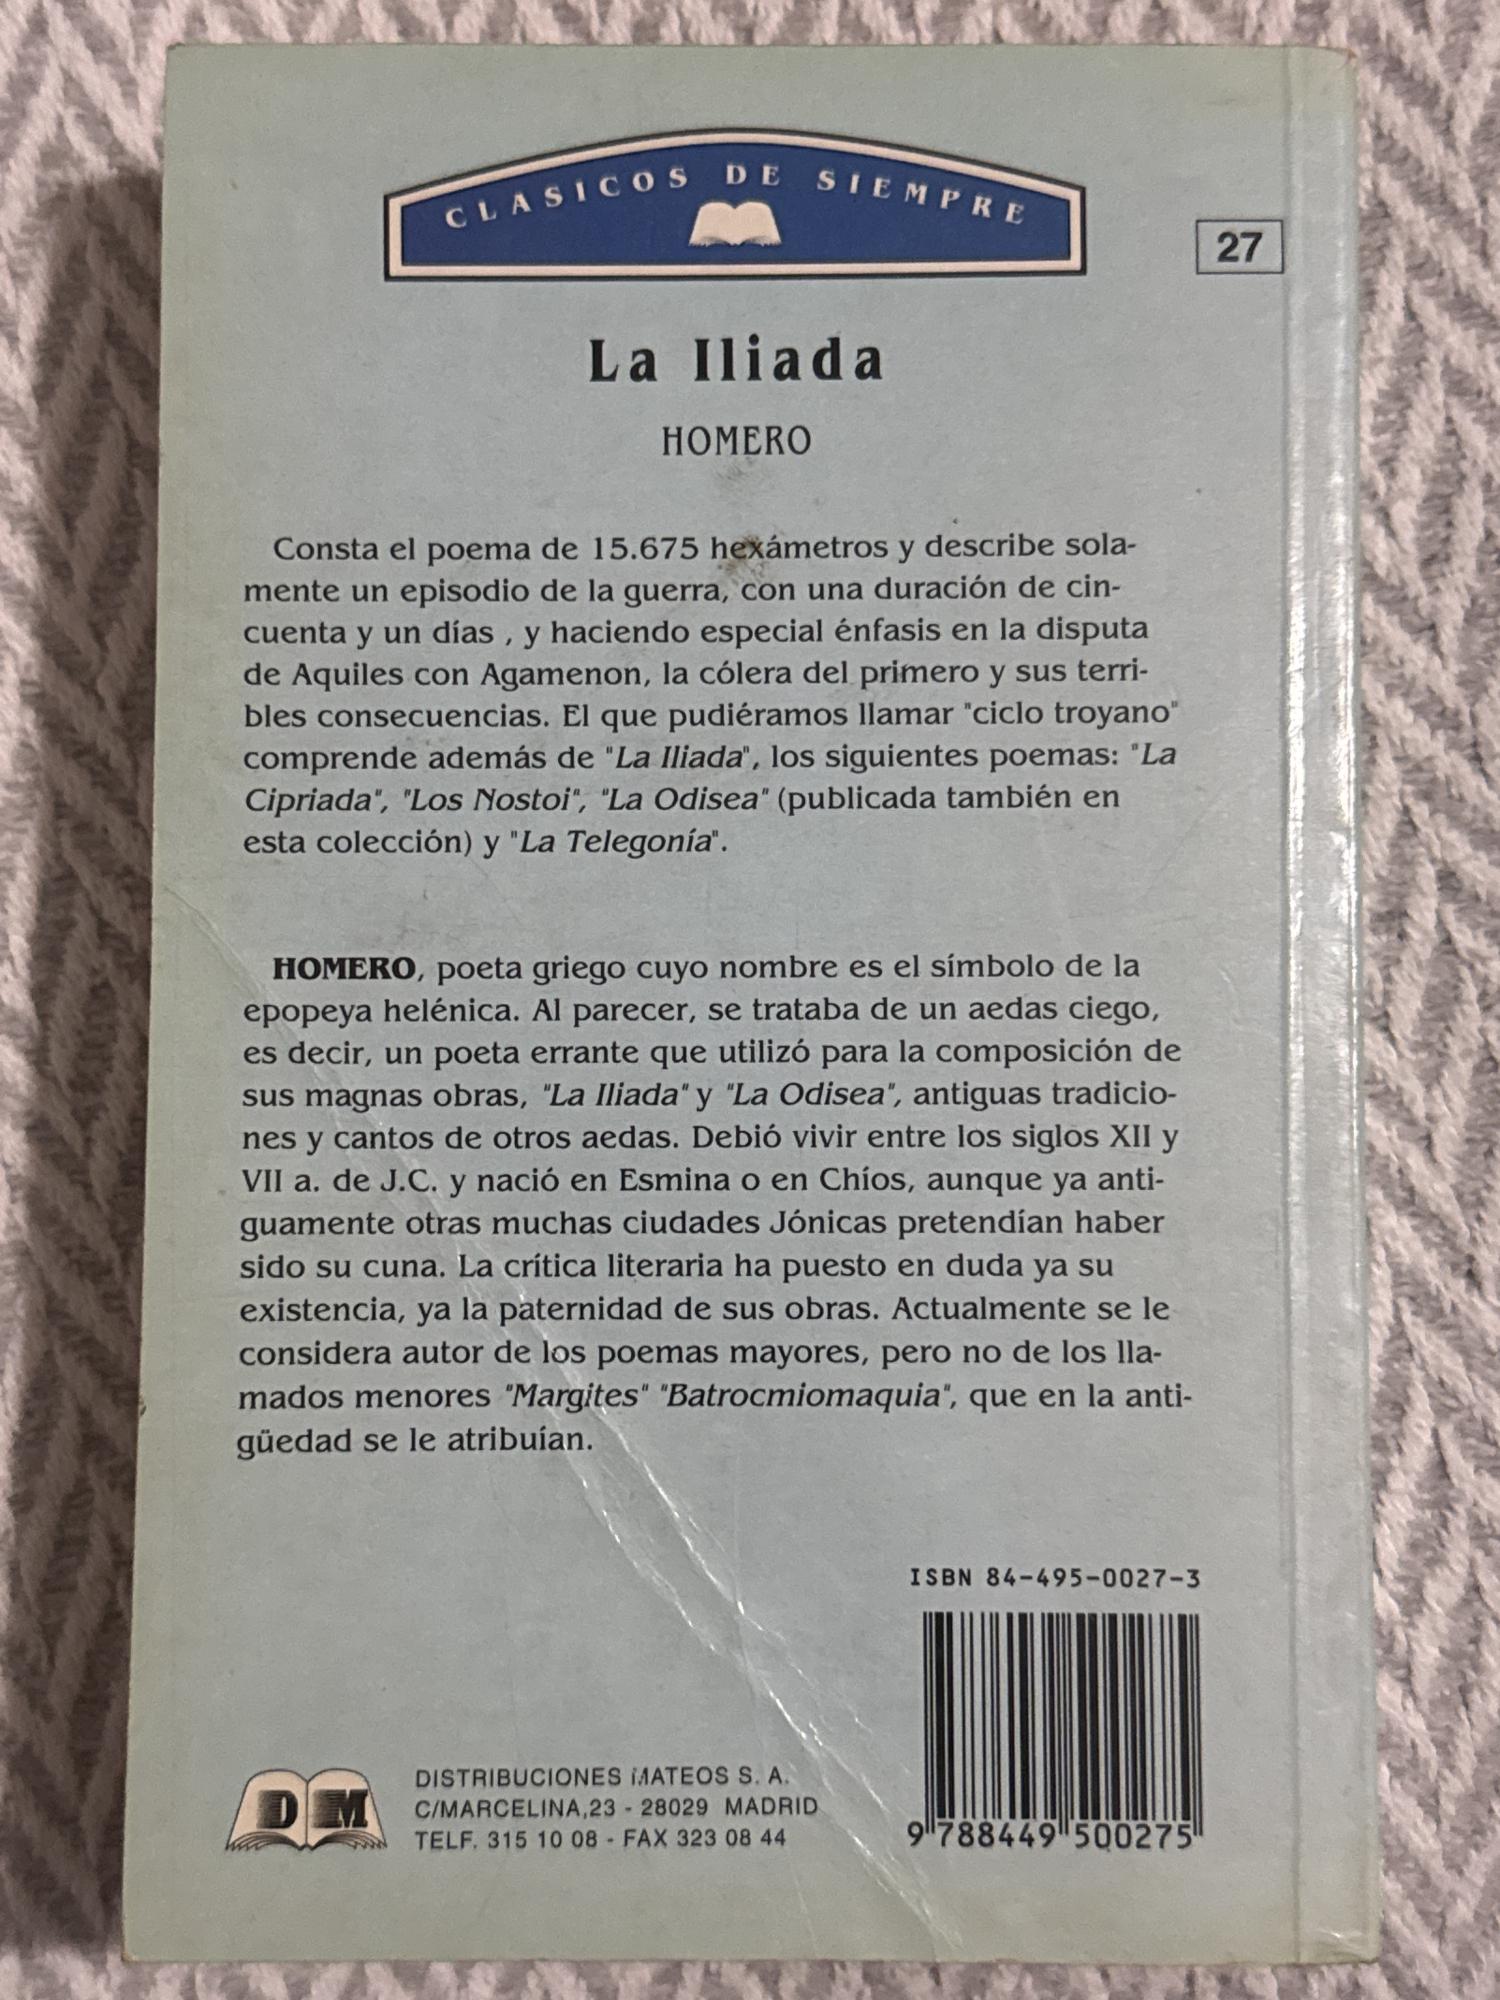 CLASICOS DE SIEMPRE
27
La Iliada
HOMERO
Consta el poema de 15.675 hexámetros y describe sola-
mente un episodio de la guerra, con una duración de cin-
cuenta y un días , y haciendo especial énfasis en la disputa
de Aquiles con Agamenon, la cólera del primero y sus terri-
bles consecuencias. El que pudiéramos llamar "ciclo troyano"
comprende además de "La Iliada", los siguientes poemas: "La
Cipriada", "Los Nostoi", "La Odisea" (publicada también en
esta colección) y "La Telegonía".
HOMERO, poeta griego cuyo nombre es el símbolo de la
epopeya helénica. Al parecer, se trataba de un aedas ciego,
es decir, un poeta errante que utilizó para la composición de
sus magnas obras, "La Iliada" y "La Odisea", antiguas tradicio-
nes y cantos de otros aedas. Debió vivir entre los siglos XII y
VII a. de J.C. y nació en Esmina o en Chíos, aunque ya anti-
guamente otras muchas ciudades Jónicas pretendían haber
sido su cuna. La crítica literaria ha puesto en duda ya su
existencia, ya la paternidad de sus obras. Actualmente se le
considera autor de los poemas mayores, pero no de los lla-
mados menores "Margites" "Batrocmiomaquia", que en la anti-
güedad se le atribuían.
ISBN 84-495-0027-3
9 788449 500275
DM
DISTRIBUCIONES MATEOS S. A.
C/MARCELINA,23 - 28029 MADRID
TELF. 315 10 08 - FAX 323 08 44